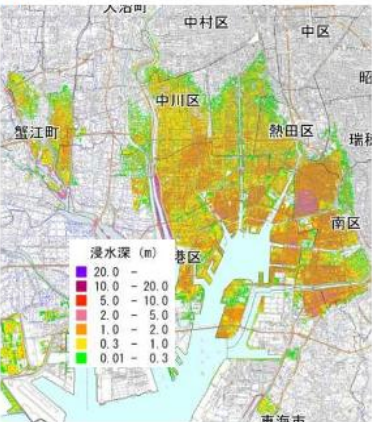 大治町
中村区
中区
昭
中川区
蟹江町
熱田区
瑞穂
南区
港区
浸水深 (m)
20.0 -
10.0 - 20.0
5.0 - 10.0
2.0 - 5.0
1.0 - 2.0
0.3 - 1.0
0.01 - 0.3
東海市